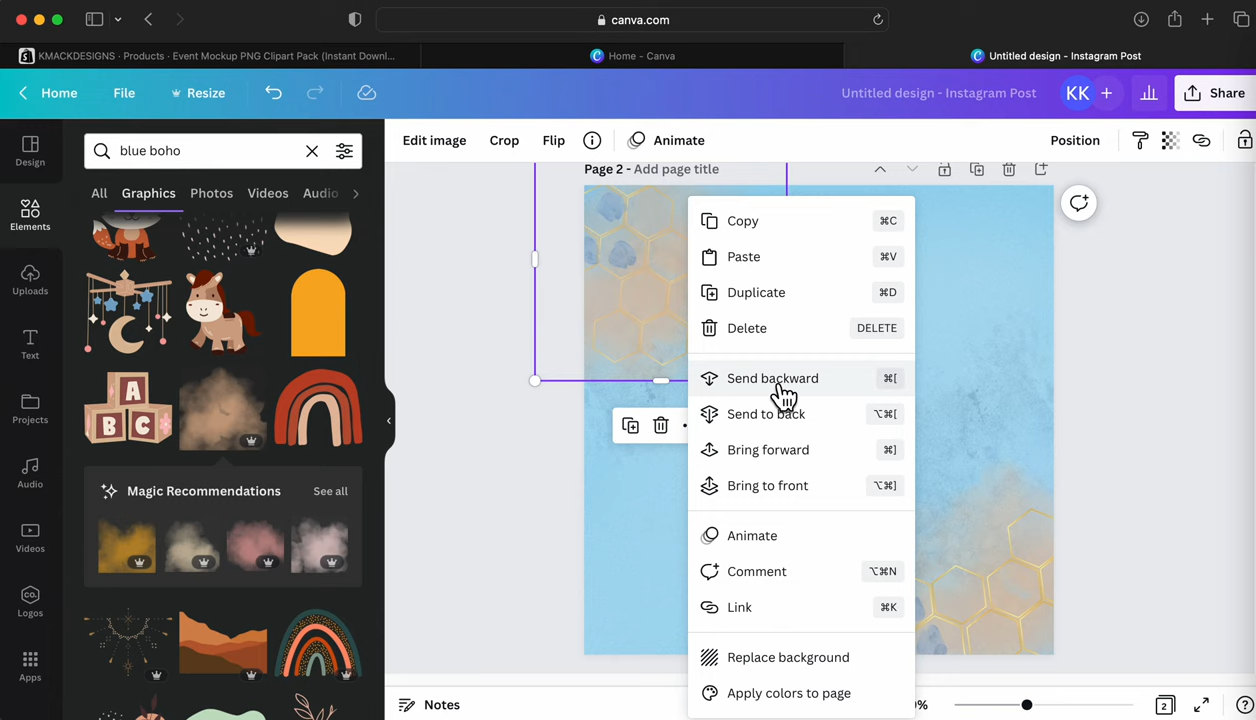 canva.com
KMACKDESIGNS · Products · Event Mockup PNG Clipart Pack (Instant Downl...
Home - Canva
Untitled design - Instagram Post
Home
File
Resize
Untitled design - Instagram Post
KK
Share
Design
Elements
Uploads
Text
Projects
Audio
Videos
Logos
Apps
blue boho
All
Graphics
Photos
Videos
Audio
A
B
C
Magic Recommendations
See all
Edit image
Crop
Flip
Animate
Position
Page 2 - Add page title
Copy ⌘C
Paste ⌘V
Duplicate ⌘D
Delete DELETE
Send backward ⌘[
Send to back ⌥⌘[
Bring forward ⌘]
Bring to front ⌥⌘]
Animate
Comment ⌥⌘N
Link ⌘K
Replace background
Apply colors to page
Notes
%
2